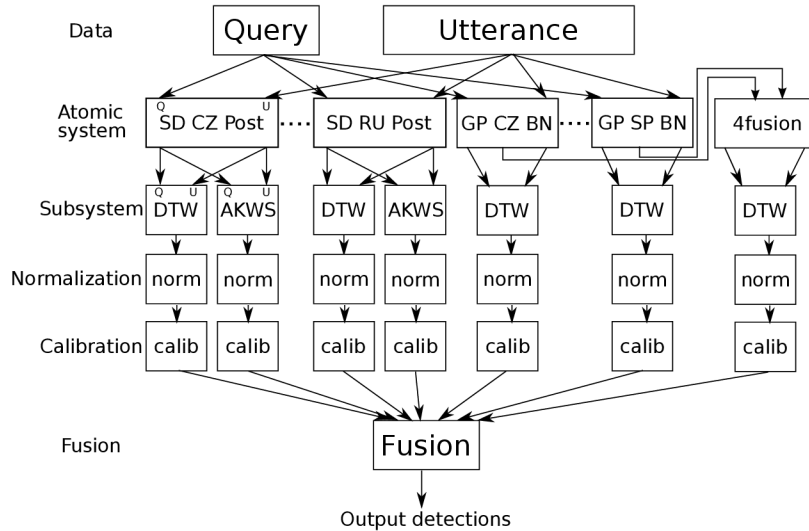 Data Query Utterance
Atomic system Q SD CZ Post U .... SD RU Post GP CZ BN .... GP SP BN 4fusion
Subsystem Q U DTW Q U AKWS DTW AKWS DTW DTW DTW
Normalization norm norm norm norm norm norm norm
Calibration calib calib calib calib calib calib calib
Fusion Fusion
Output detections